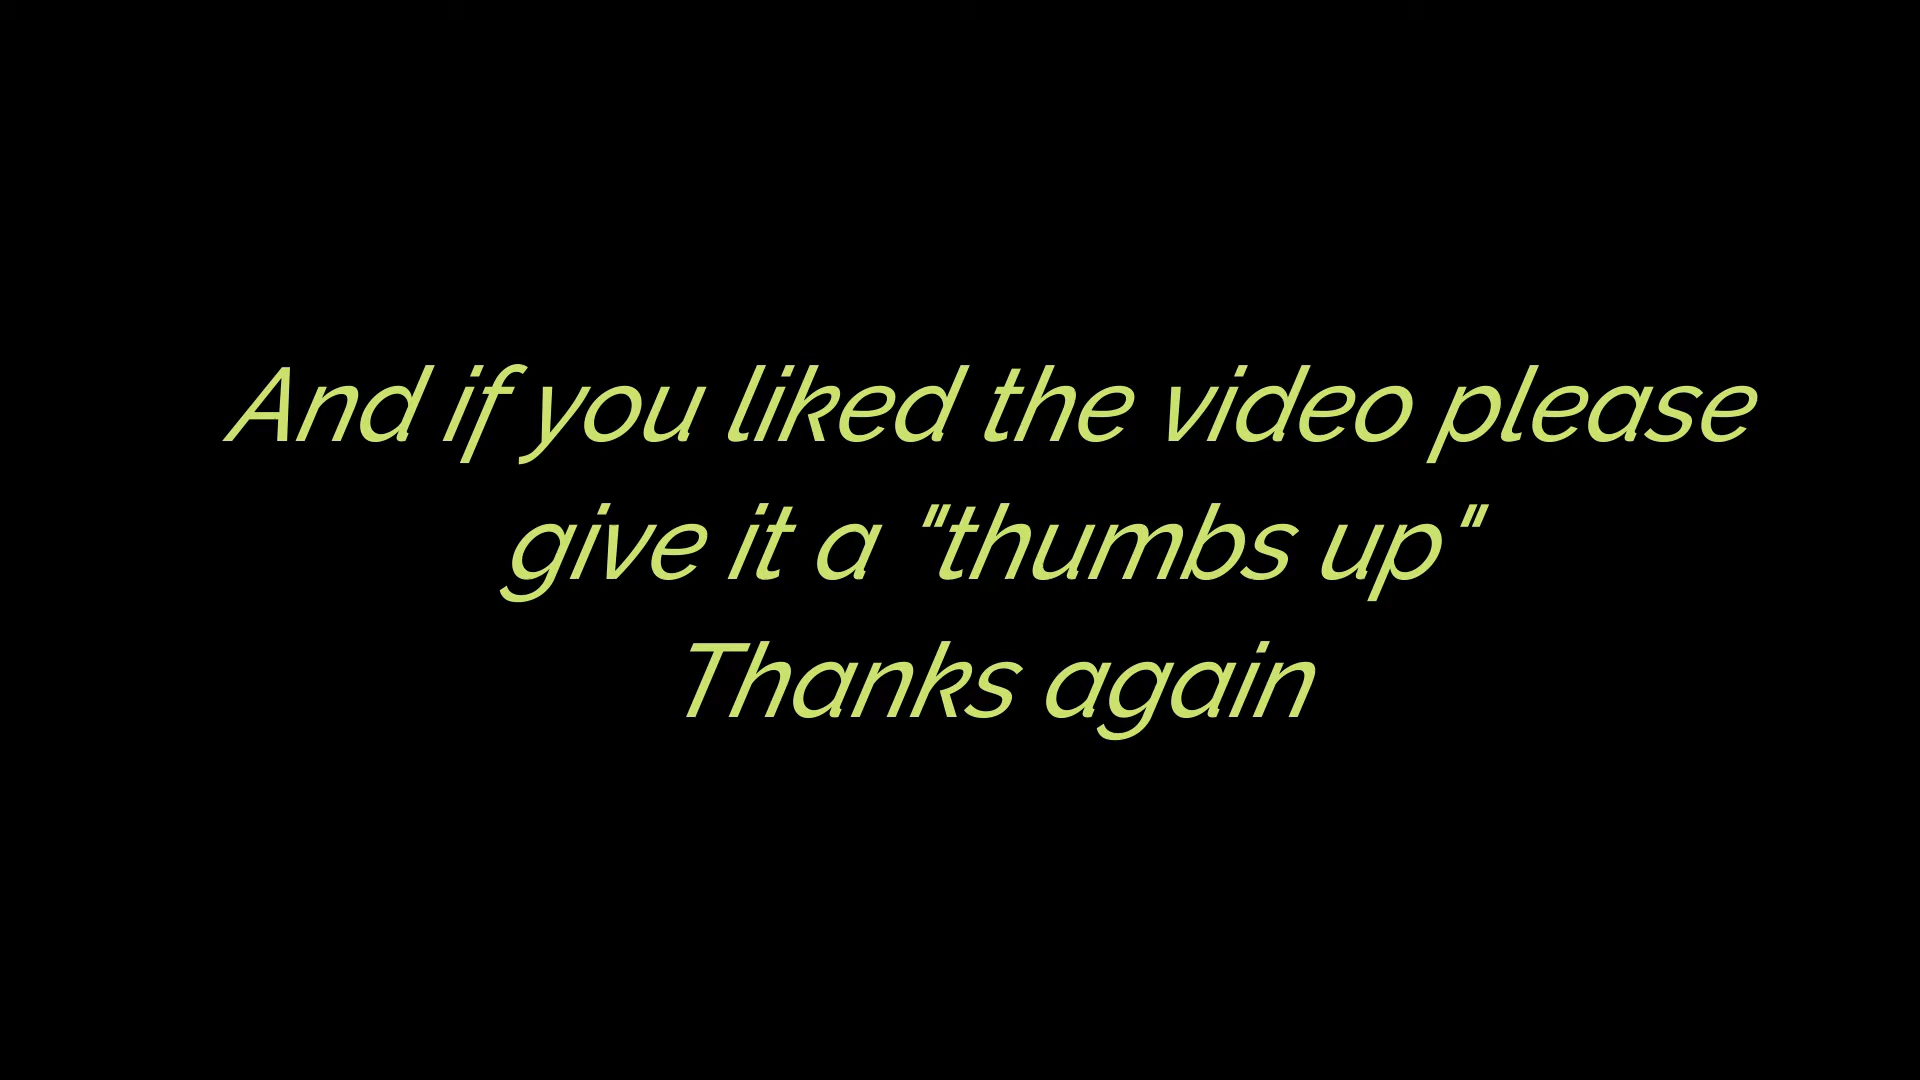 And if you liked the video please
give it a "thumbs up"
Thanks again